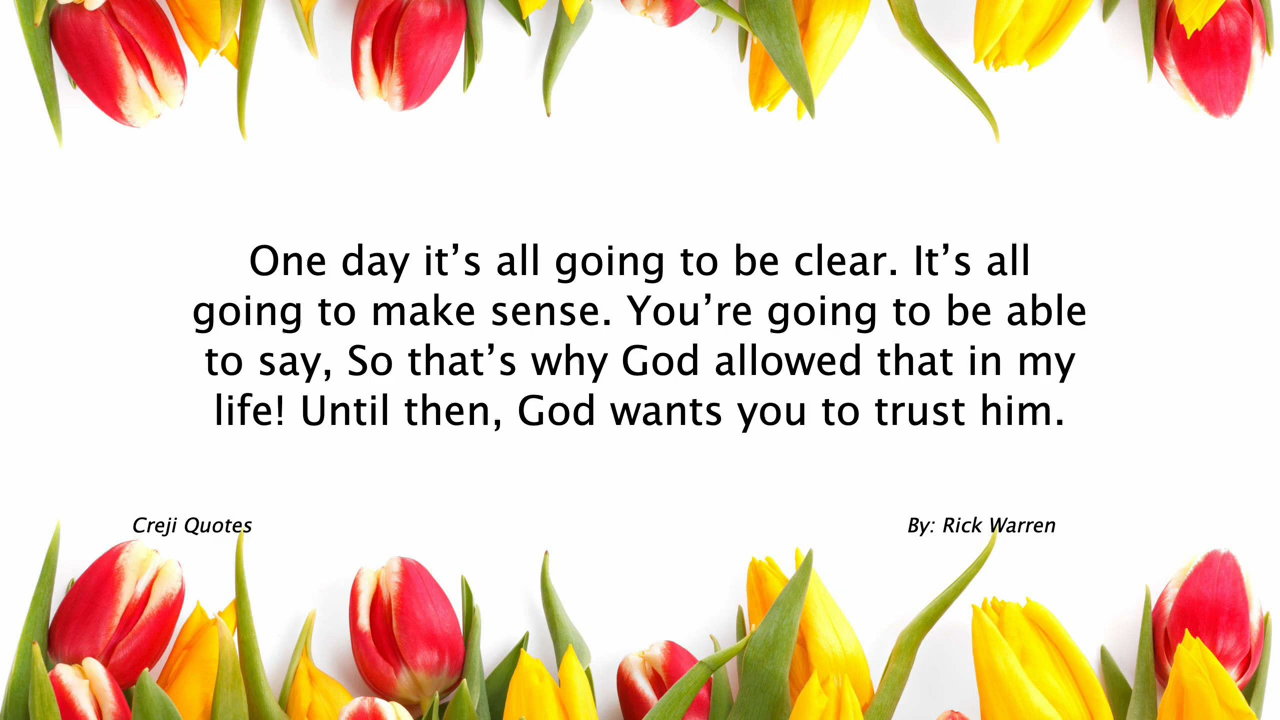 One day it’s all going to be clear. It’s all
going to make sense. You’re going to be able
to say, So that’s why God allowed that in my
life! Until then, God wants you to trust him.
Creji Quotes
By: Rick Warren